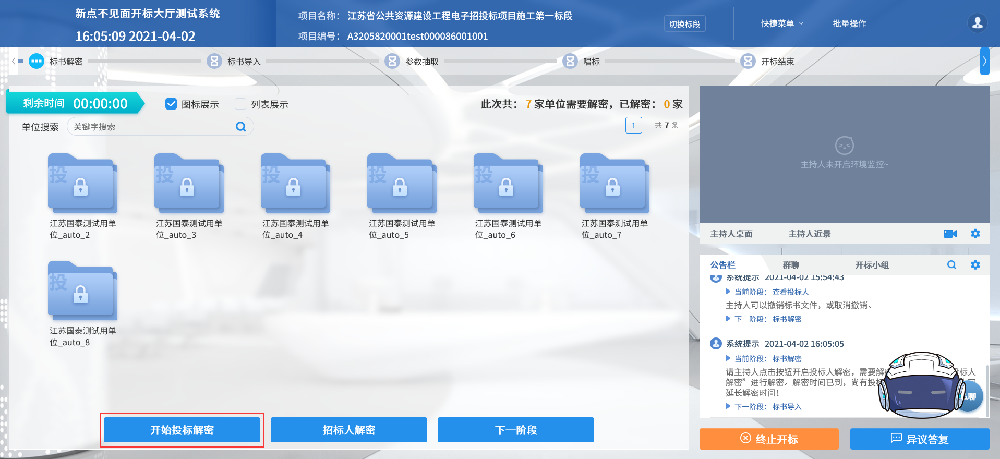 新点不见面开标大厅测试系统
16:05:09 2021-04-02
项目名称： 江苏省公共资源建设工程电子招投标项目施工第一标段
项目编号： A3205820001test000086001001
切换标段
快捷菜单
批量操作
标书解密
标书导入
参数抽取
唱标
开标结束
剩余时间 00:00:00
图标展示
列表展示
此次共： 7 家单位需要解密，已解密： 0 家
单位搜索
关键字搜索
1
共 7 条
投
投
投
投
投
投
江苏国泰测试用单
位_auto_2
江苏国泰测试用单
位_auto_3
江苏国泰测试用单
位_auto_4
江苏国泰测试用单
位_auto_5
江苏国泰测试用单
位_auto_6
江苏国泰测试用单
位_auto_7
投
江苏国泰测试用单
位_auto_8
开始投标解密
招标人解密
下一阶段
主持人未开启环境监控~
主持人桌面
主持人近景
公告栏
群聊
开标小组
系统提示 2021-04-02 15:54:43
当前阶段： 查看投标人
主持人可以撤销标书文件，或取消撤销。
下一阶段： 标书解密
系统提示 2021-04-02 16:05:05
当前阶段： 标书解密
请主持人点击按钮开启投标人解密，需要解 标人
解密”进行解密。解密时间已到，尚有投 可
延长解密时间！
下一阶段： 标书导入
聊
终止开标
异议答复